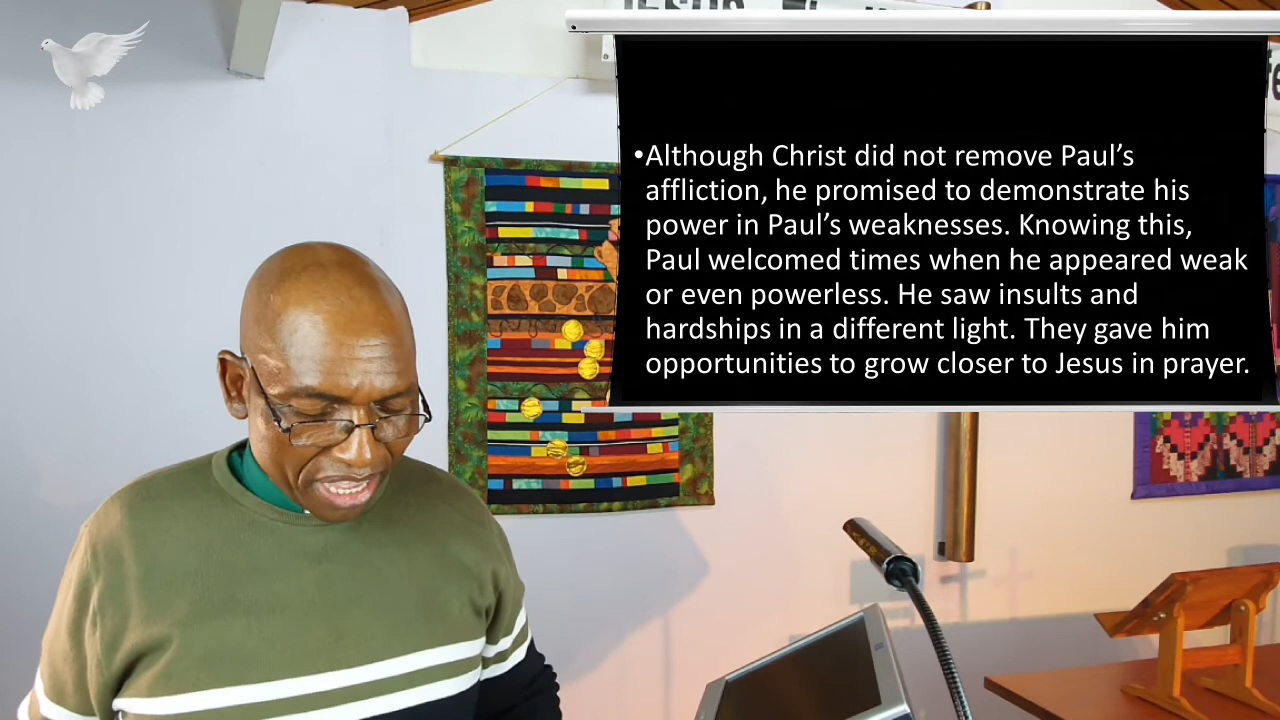 JESUS
•Although Christ did not remove Paul’s
affliction, he promised to demonstrate his
power in Paul’s weaknesses. Knowing this,
Paul welcomed times when he appeared weak
or even powerless. He saw insults and
hardships in a different light. They gave him
opportunities to grow closer to Jesus in prayer.